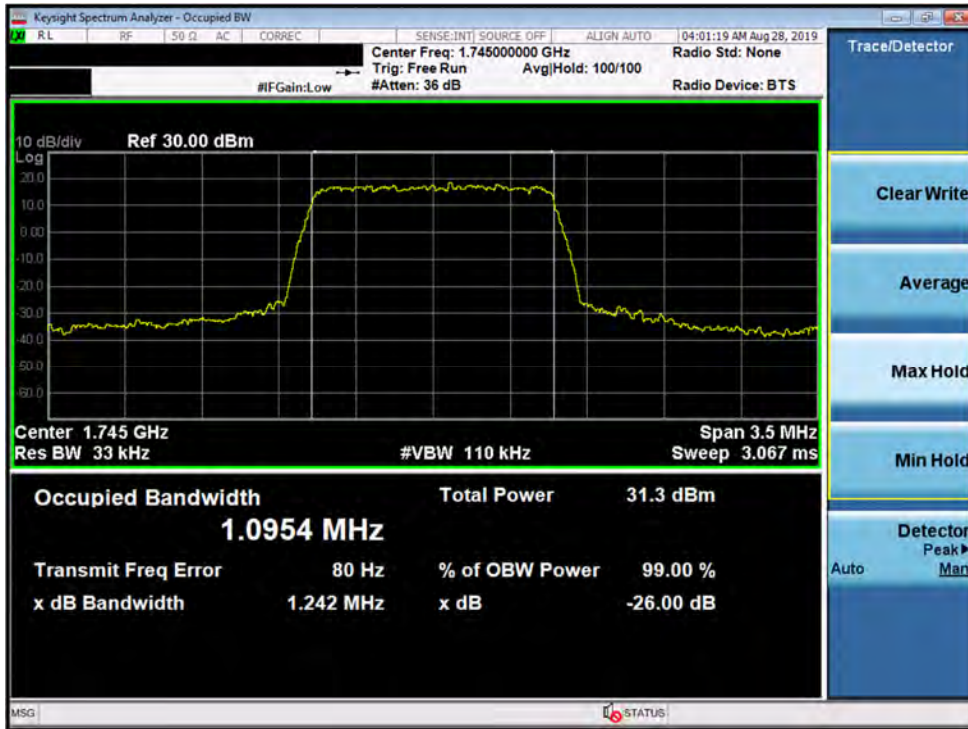 Keysight Spectrum Analyzer - Occupied BW
LXI RL RF 50 Ω AC CORREC SENSE:INT SOURCE OFF ALIGN AUTO 04:01:19 AM Aug 28, 2019
Center Freq: 1.745000000 GHz Radio Std: None
Trig: Free Run Avg|Hold: 100/100
#IFGain:Low #Atten: 36 dB Radio Device: BTS
Trace/Detector
10 dB/div Ref 30.00 dBm
Log
20.0
10.0
0.00
-10.0
-20.0
-30.0
-40.0
-50.0
-60.0
Center 1.745 GHz Span 3.5 MHz
Res BW 33 kHz #VBW 110 kHz Sweep 3.067 ms
Clear Write
Average
Max Hold
Min Hold
Detector
Peak▶
Auto Man
Occupied Bandwidth Total Power 31.3 dBm
1.0954 MHz
Transmit Freq Error 80 Hz % of OBW Power 99.00 %
x dB Bandwidth 1.242 MHz x dB -26.00 dB
MSG STATUS